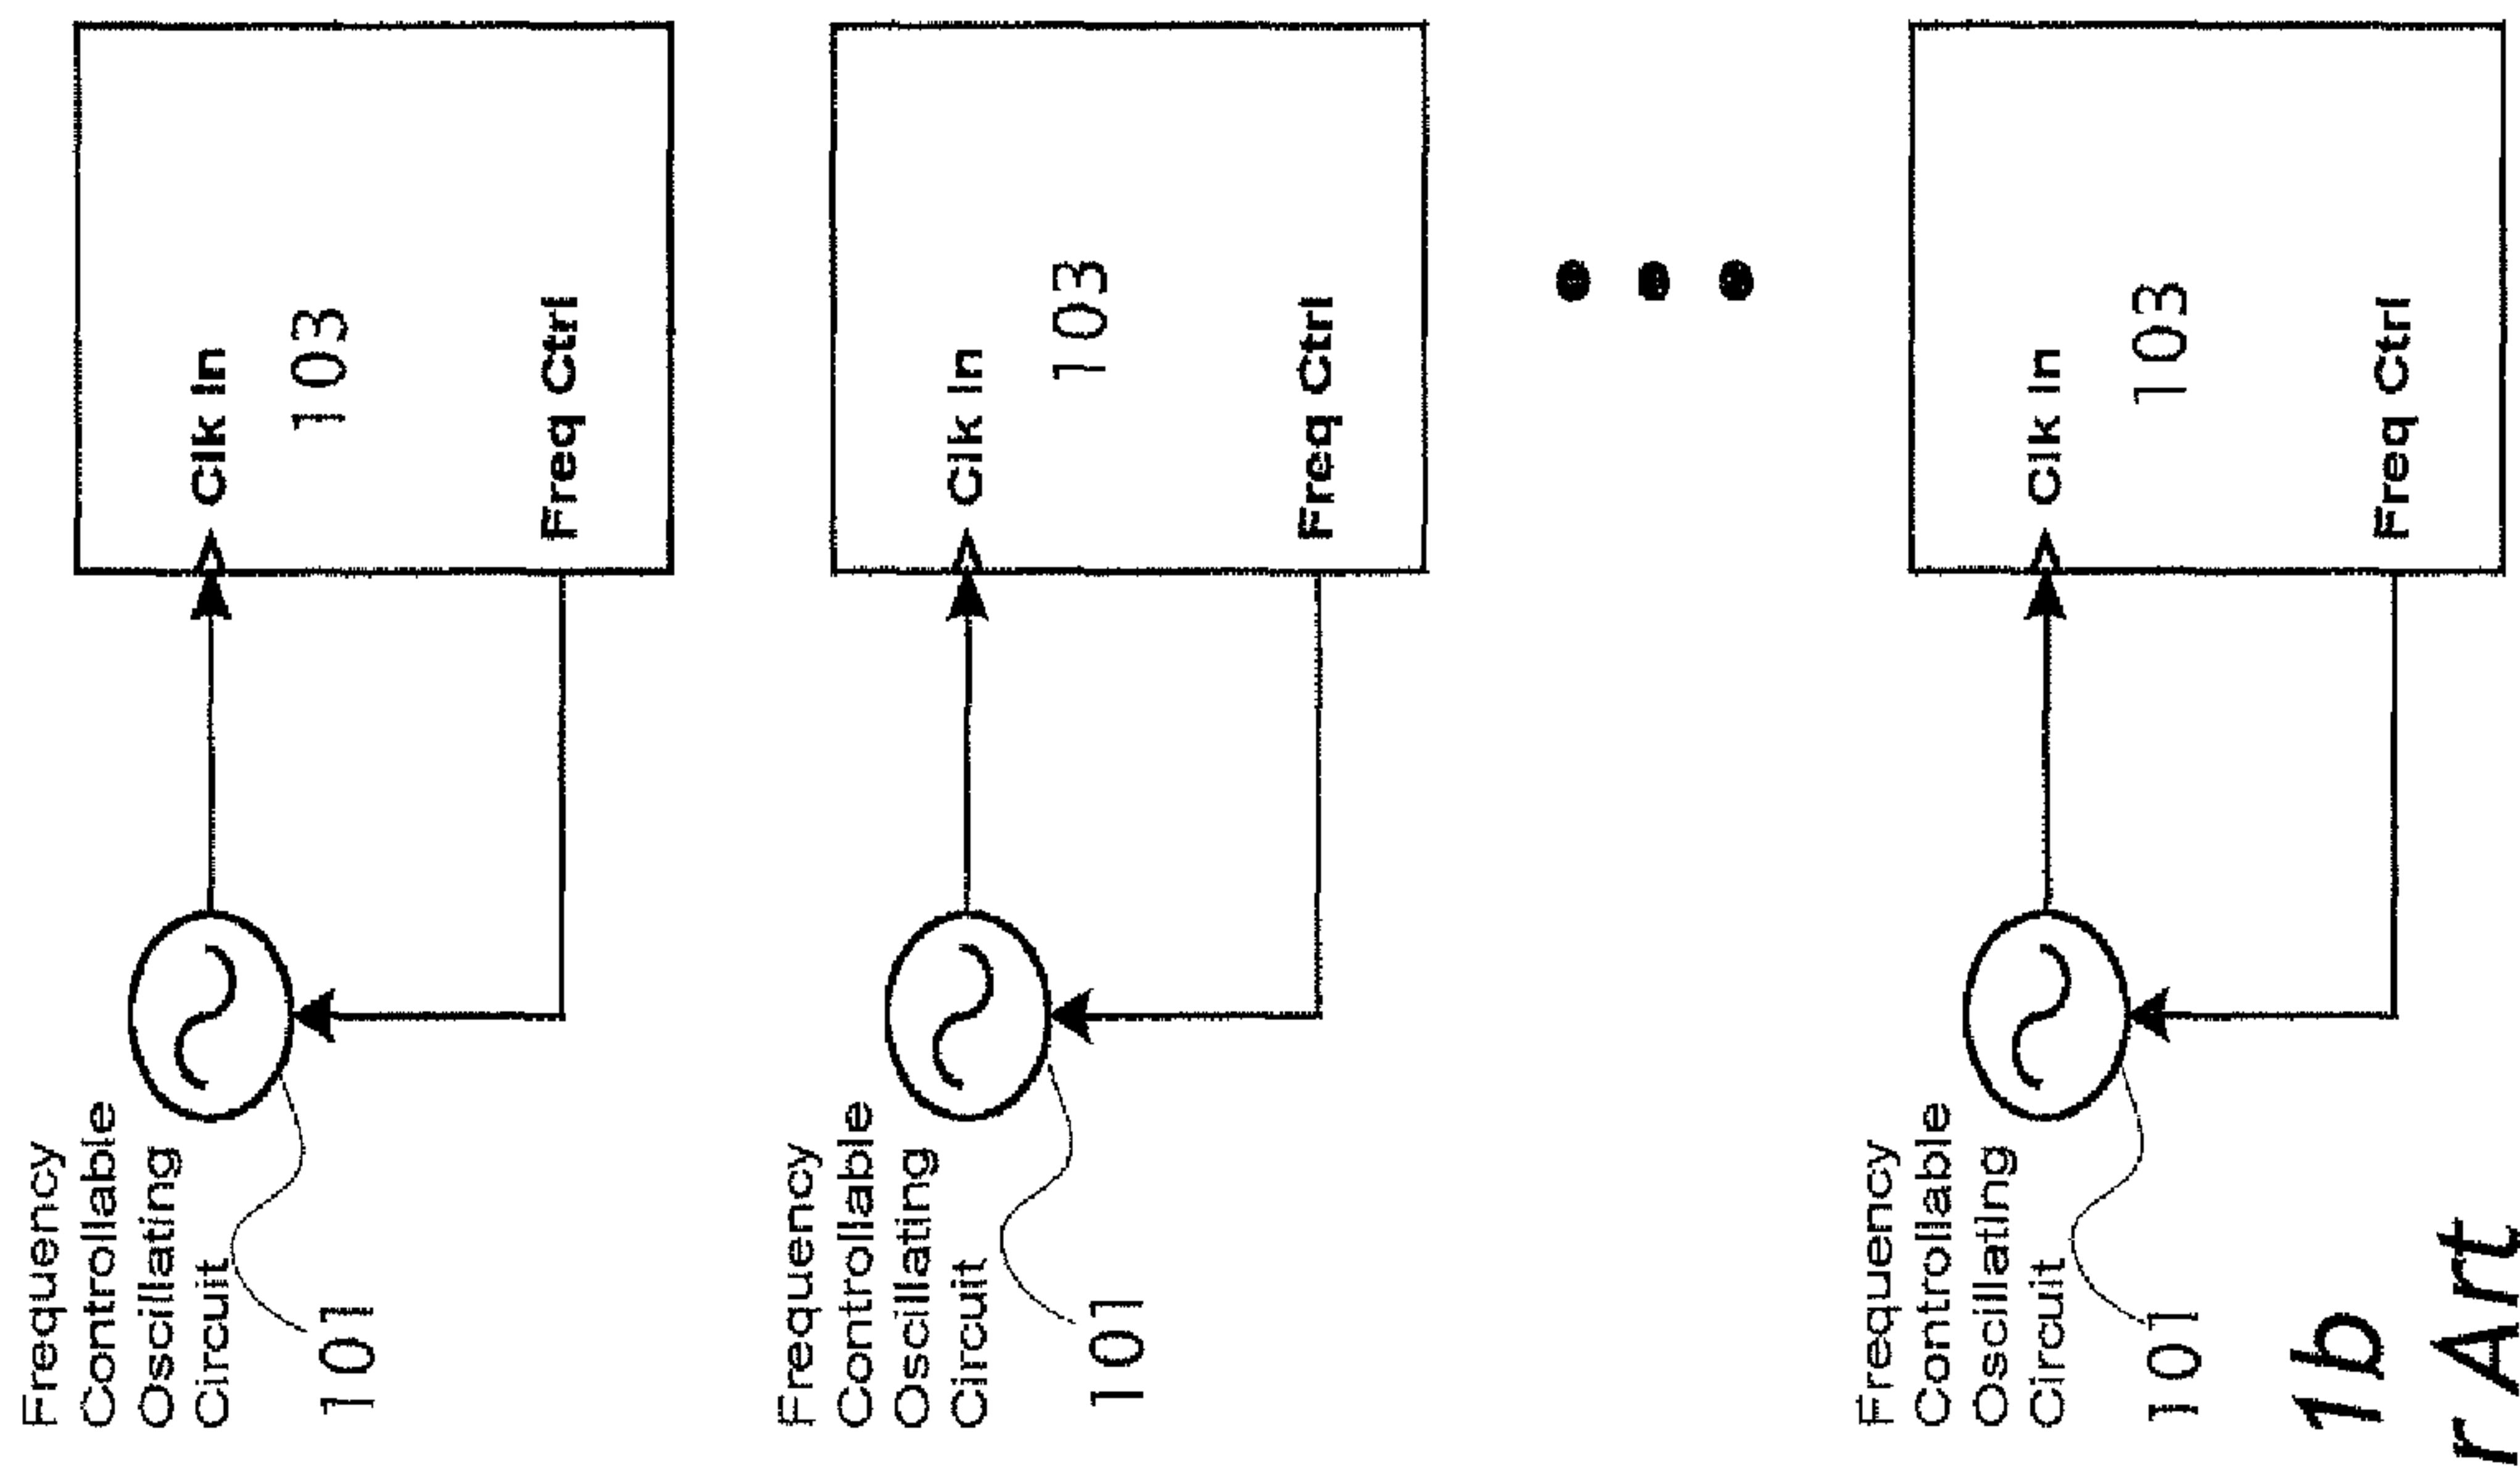 Frequency
Controllable
Oscillating
Circuit
101
Clk In
103
Freq Ctrl
Frequency
Controllable
Oscillating
Circuit
101
Clk In
103
Freq Ctrl
Frequency
Controllable
Oscillating
Circuit
101
Clk In
103
Freq Ctrl
1b
r Art